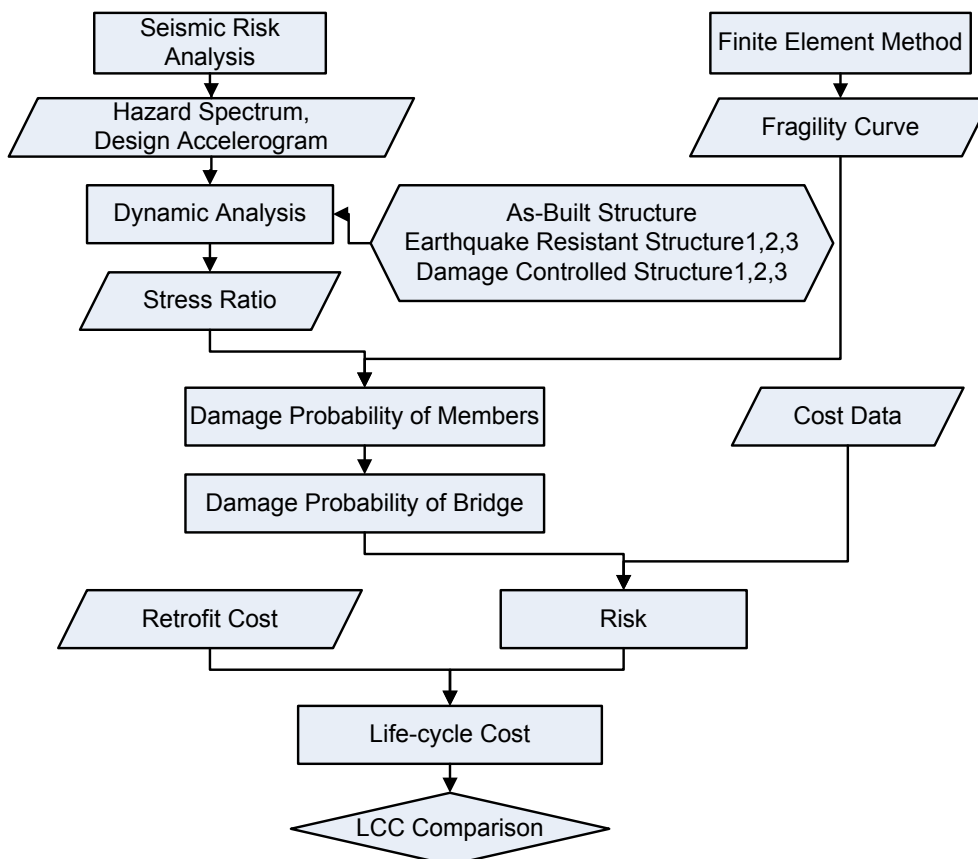 Seismic Risk
Analysis
Finite Element Method
Hazard Spectrum,
Design Accelerogram
Fragility Curve
Dynamic Analysis
As-Built Structure
Earthquake Resistant Structure1,2,3
Damage Controlled Structure1,2,3
Stress Ratio
Damage Probability of Members
Cost Data
Damage Probability of Bridge
Retrofit Cost
Risk
Life-cycle Cost
LCC Comparison